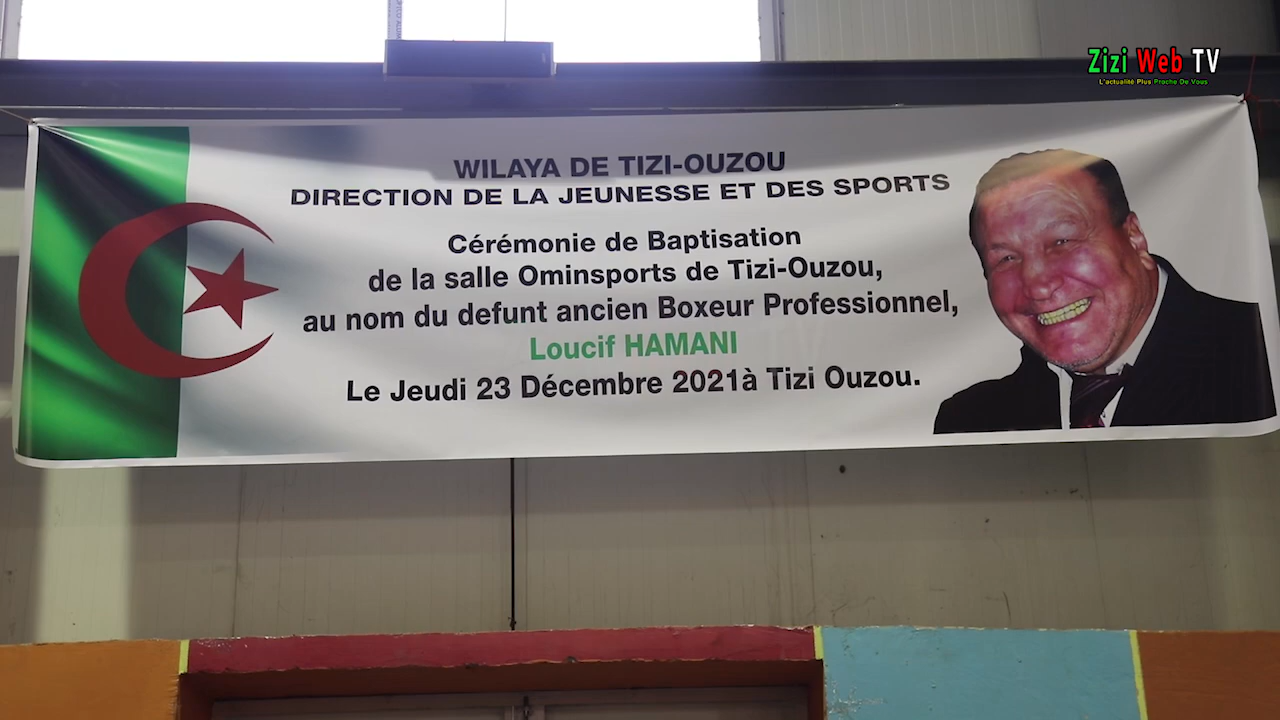 Zizi Web TV
L'actualité Plus Proche De Vous
WILAYA DE TIZI-OUZOU
DIRECTION DE LA JEUNESSE ET DES SPORTS
Cérémonie de Baptisation
de la salle Ominsports de Tizi-Ouzou,
au nom du defunt ancien Boxeur Professionnel,
Loucif HAMANI
Le Jeudi 23 Décembre 2021à Tizi Ouzou.